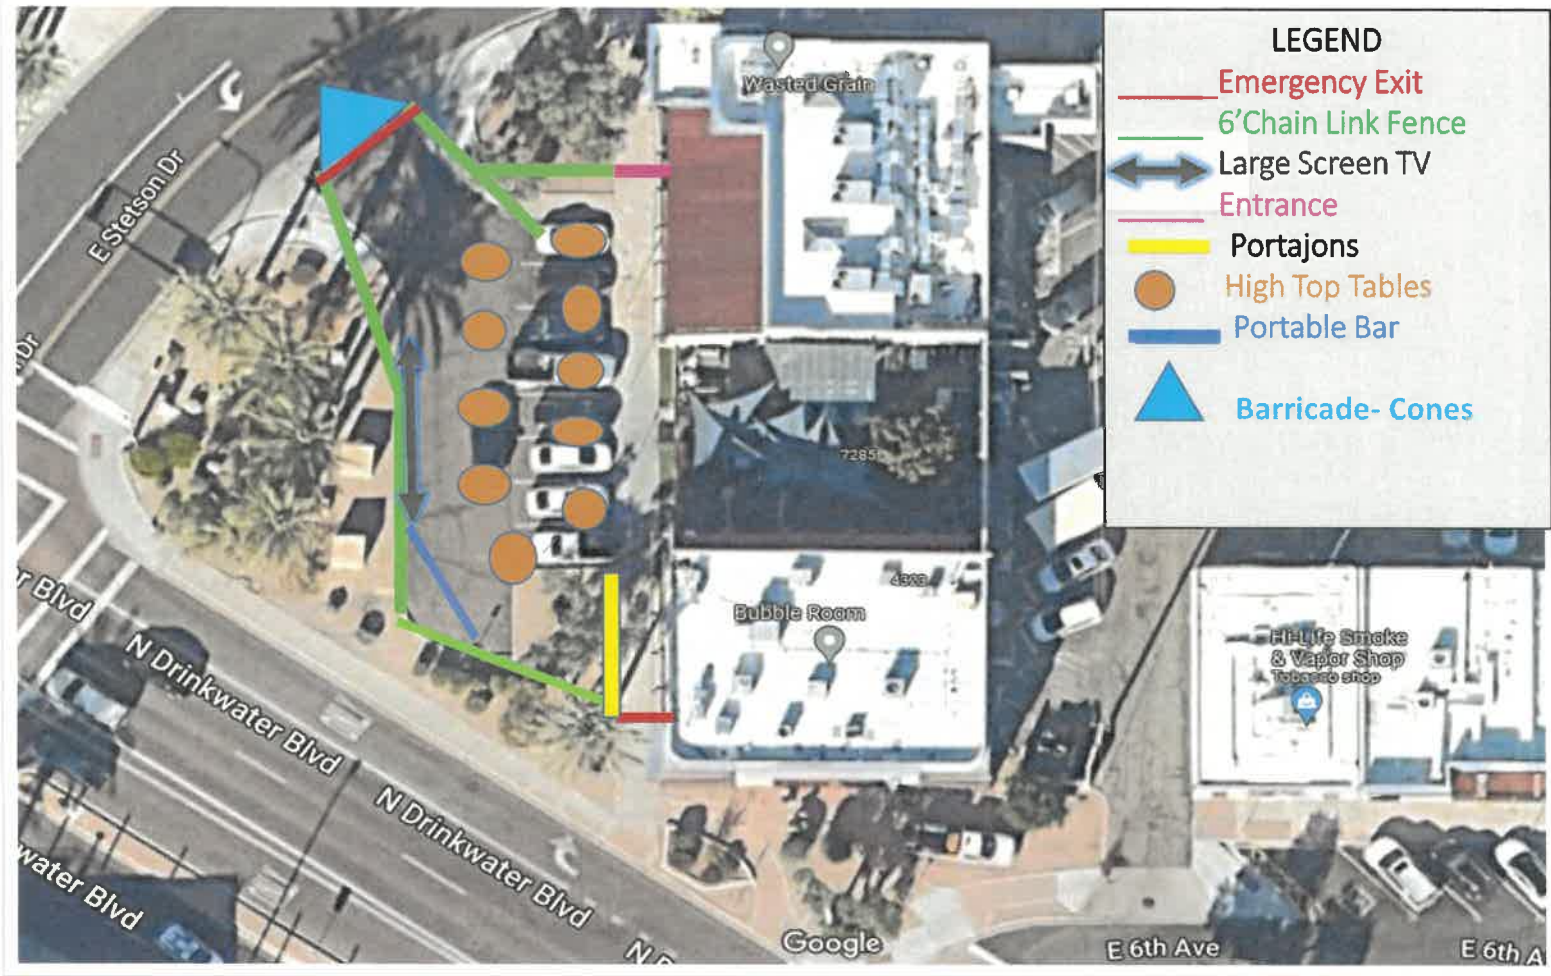 LEGEND
Emergency Exit
6'Chain Link Fence
Large Screen TV
Entrance
Portajons
High Top Tables
Portable Bar
Barricade- Cones
Wasted Grain
E Stetson Dr
Dr
7285
4323
Bubble Room
Hi-Life Smoke
& Vapor Shop
Tobacco shop
r Blvd
N Drinkwater Blvd
N Drinkwater Blvd
water Blvd
N D
Google
E 6th Ave
E 6th A